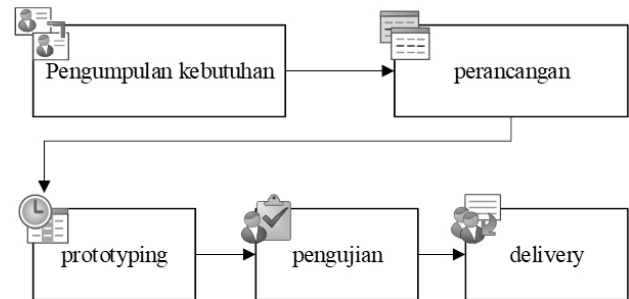 Pengumpulan kebutuhan
perancangan
prototyping
pengujian
delivery